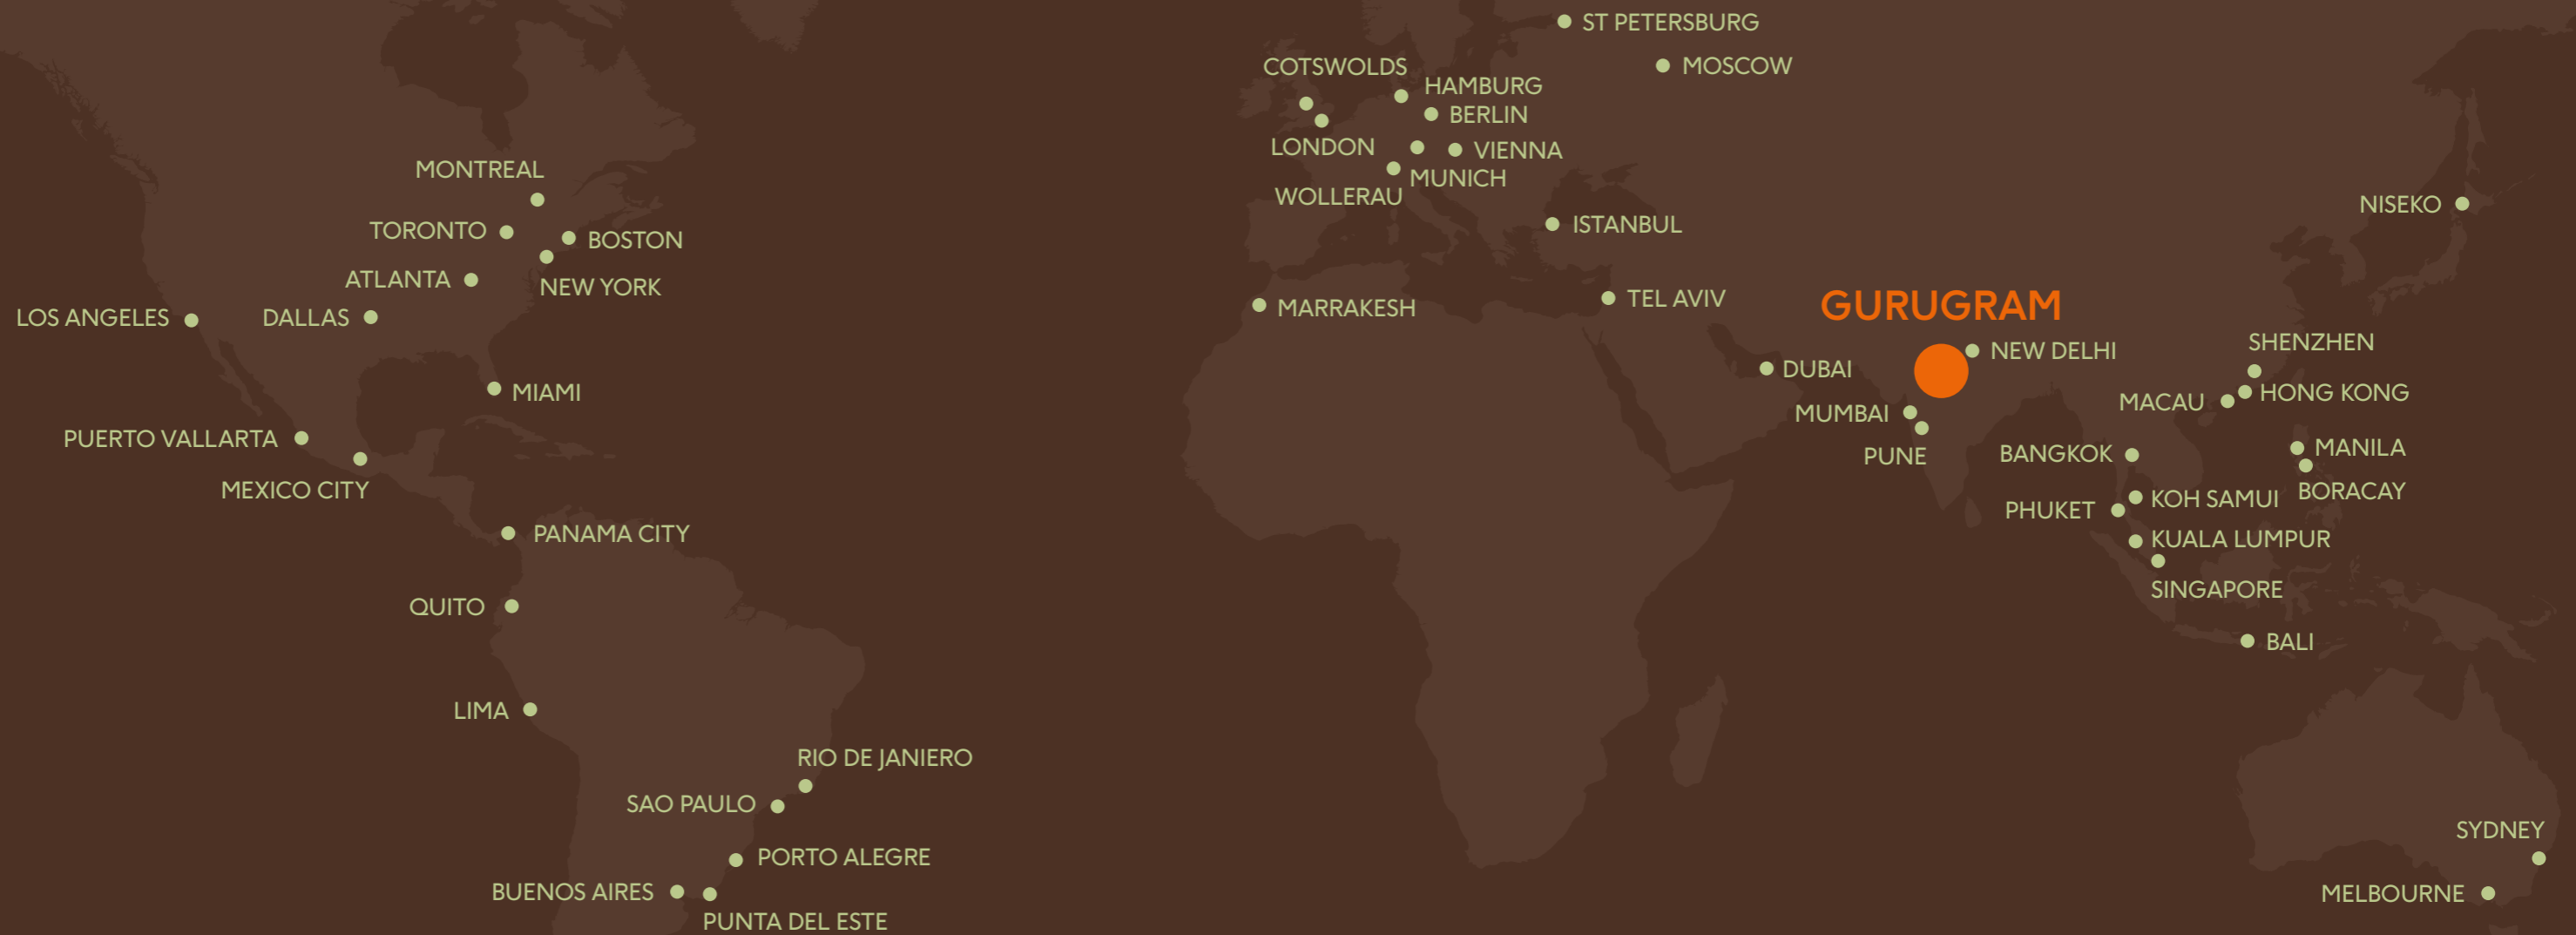 ST PETERSBURG
MOSCOW
COTSWOLDS
HAMBURG
BERLIN
LONDON
VIENNA
MUNICH
WOLLERAU
MONTREAL
TORONTO
BOSTON
ATLANTA
NEW YORK
LOS ANGELES
DALLAS
MIAMI
PUERTO VALLARTA
MEXICO CITY
PANAMA CITY
QUITO
LIMA
RIO DE JANIERO
SAO PAULO
PORTO ALEGRE
BUENOS AIRES
PUNTA DEL ESTE
ISTANBUL
TEL AVIV
MARRAKESH
GURUGRAM
NEW DELHI
DUBAI
MUMBAI
PUNE
NISEKO
SHENZHEN
HONG KONG
MACAU
MANILA
BORACAY
BANGKOK
KOH SAMUI
PHUKET
KUALA LUMPUR
SINGAPORE
BALI
SYDNEY
MELBOURNE